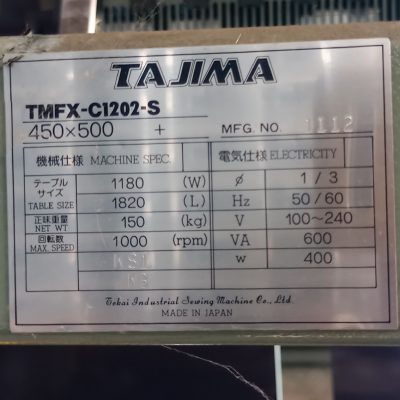 TAJIMA
TMFX-C1202-S
450×500 + MFG. NO. 1112
機械仕様 MACHINE SPEC. 電気仕様 ELECTRICITY
テーブルサイズ TABLE SIZE 1180 (W) ø 1 / 3
1820 (L) Hz 50 / 60
正味重量 NET WT 150 (kg) V 100〜240
回転数 MAX. SPEED 1000 (rpm) VA 600
W 400
Tokai Industrial Sewing Machine Co., Ltd.
MADE IN JAPAN